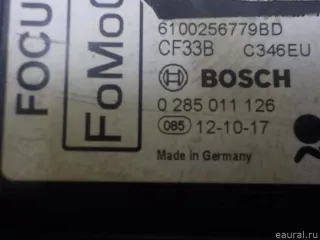 FOCU
FoMoC
6100256779BD
CF33B C346EU
BOSCH
0 285 011 126
085 12-10-17
Made in Germany
eaural.ru